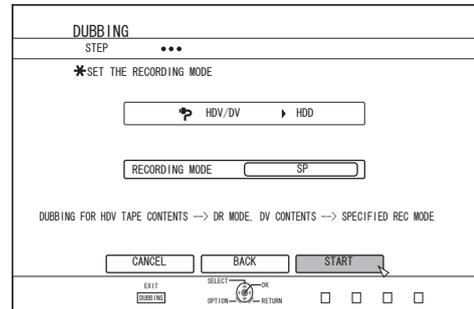 DUBBING
STEP
*SET THE RECORDING MODE
HDV/DV HDD
RECORDING MODE SP
DUBBING FOR HDV TAPE CONTENTS --> DR MODE, DV CONTENTS --> SPECIFIED REC MODE
CANCEL BACK START
EXIT SELECT OK
DUBBING OPTION RETURN